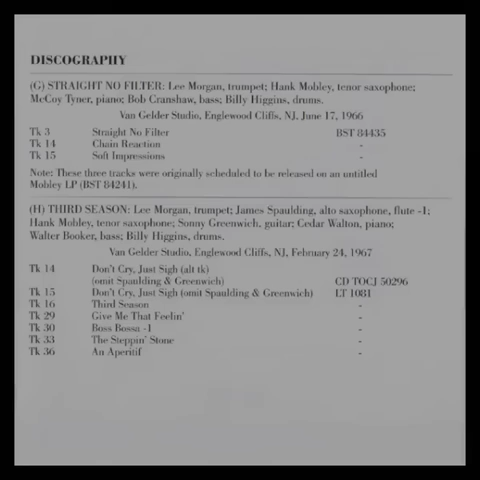 DISCOGRAPHY
(G) STRAIGHT NO FILTER: Lee Morgan, trumpet; Hank Mobley, tenor saxophone;
McCoy Tyner, piano; Bob Cranshaw, bass; Billy Higgins, drums.
Van Gelder Studio, Englewood Cliffs, NJ, June 17, 1966
Tk 3 Straight No Filter BST 84435
Tk 14 Chain Reaction -
Tk 15 Soft Impressions -
Note: These three tracks were originally scheduled to be released on an untitled
Mobley LP (BST 84241).
(H) THIRD SEASON: Lee Morgan, trumpet; James Spaulding, alto saxophone, flute -1;
Hank Mobley, tenor saxophone; Sonny Greenwich, guitar; Cedar Walton, piano;
Walter Booker, bass; Billy Higgins, drums.
Van Gelder Studio, Englewood Cliffs, NJ, February 24, 1967
Tk 14 Don't Cry, Just Sigh (alt tk)
(omit Spaulding & Greenwich) CD TOCJ 50296
Tk 15 Don't Cry, Just Sigh (omit Spaulding & Greenwich) LT 1081
Tk 16 Third Season -
Tk 29 Give Me That Feelin' -
Tk 30 Boss Bossa -1 -
Tk 33 The Steppin' Stone -
Tk 36 An Aperitif -